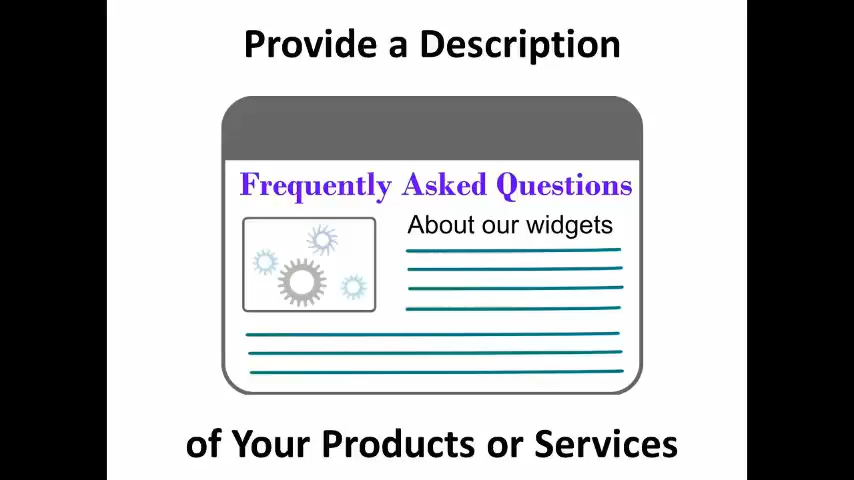 Provide a Description
Frequently Asked Questions
About our widgets
of Your Products or Services